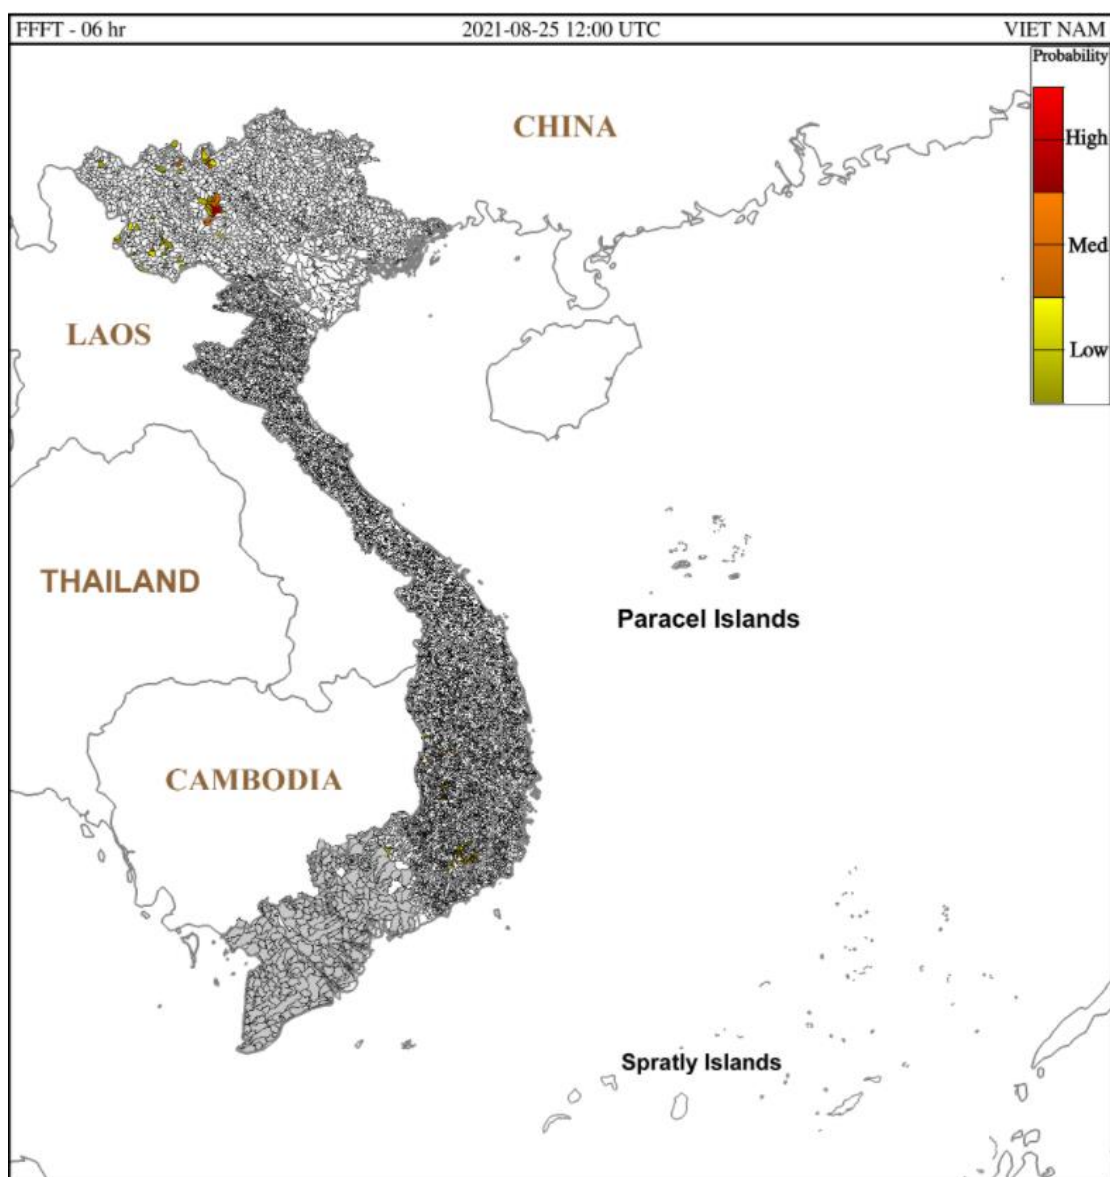 FFFT - 06 hr 2021-08-25 12:00 UTC VIET NAM
Probability
CHINA
High
Med.
LAOS
Low
THAILAND
Paracel Islands
CAMBODIA
Spratly Islands